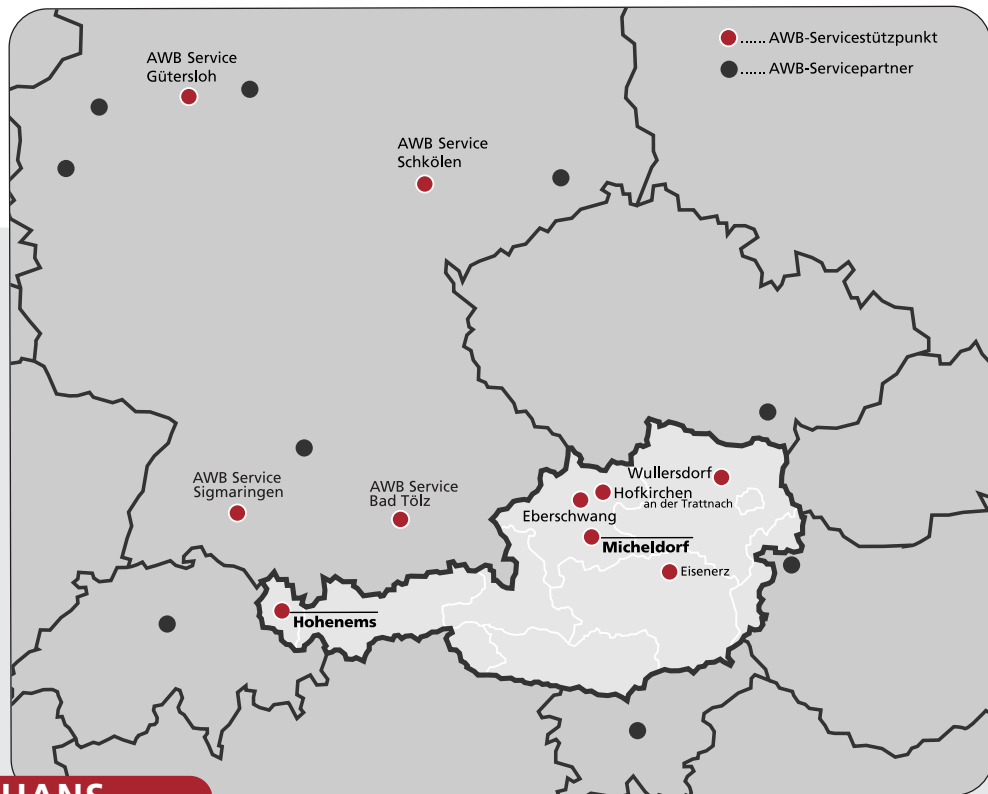 AWB Service
Gütersloh
...... AWB-Servicestützpunkt
...... AWB-Servicepartner
AWB Service
Schkölen
AWB Service
Sigmaringen
AWB Service
Bad Tölz
Wullersdorf
Hofkirchen
an der Trattnach
Eberschwang
Micheldorf
Eisenerz
Hohenems